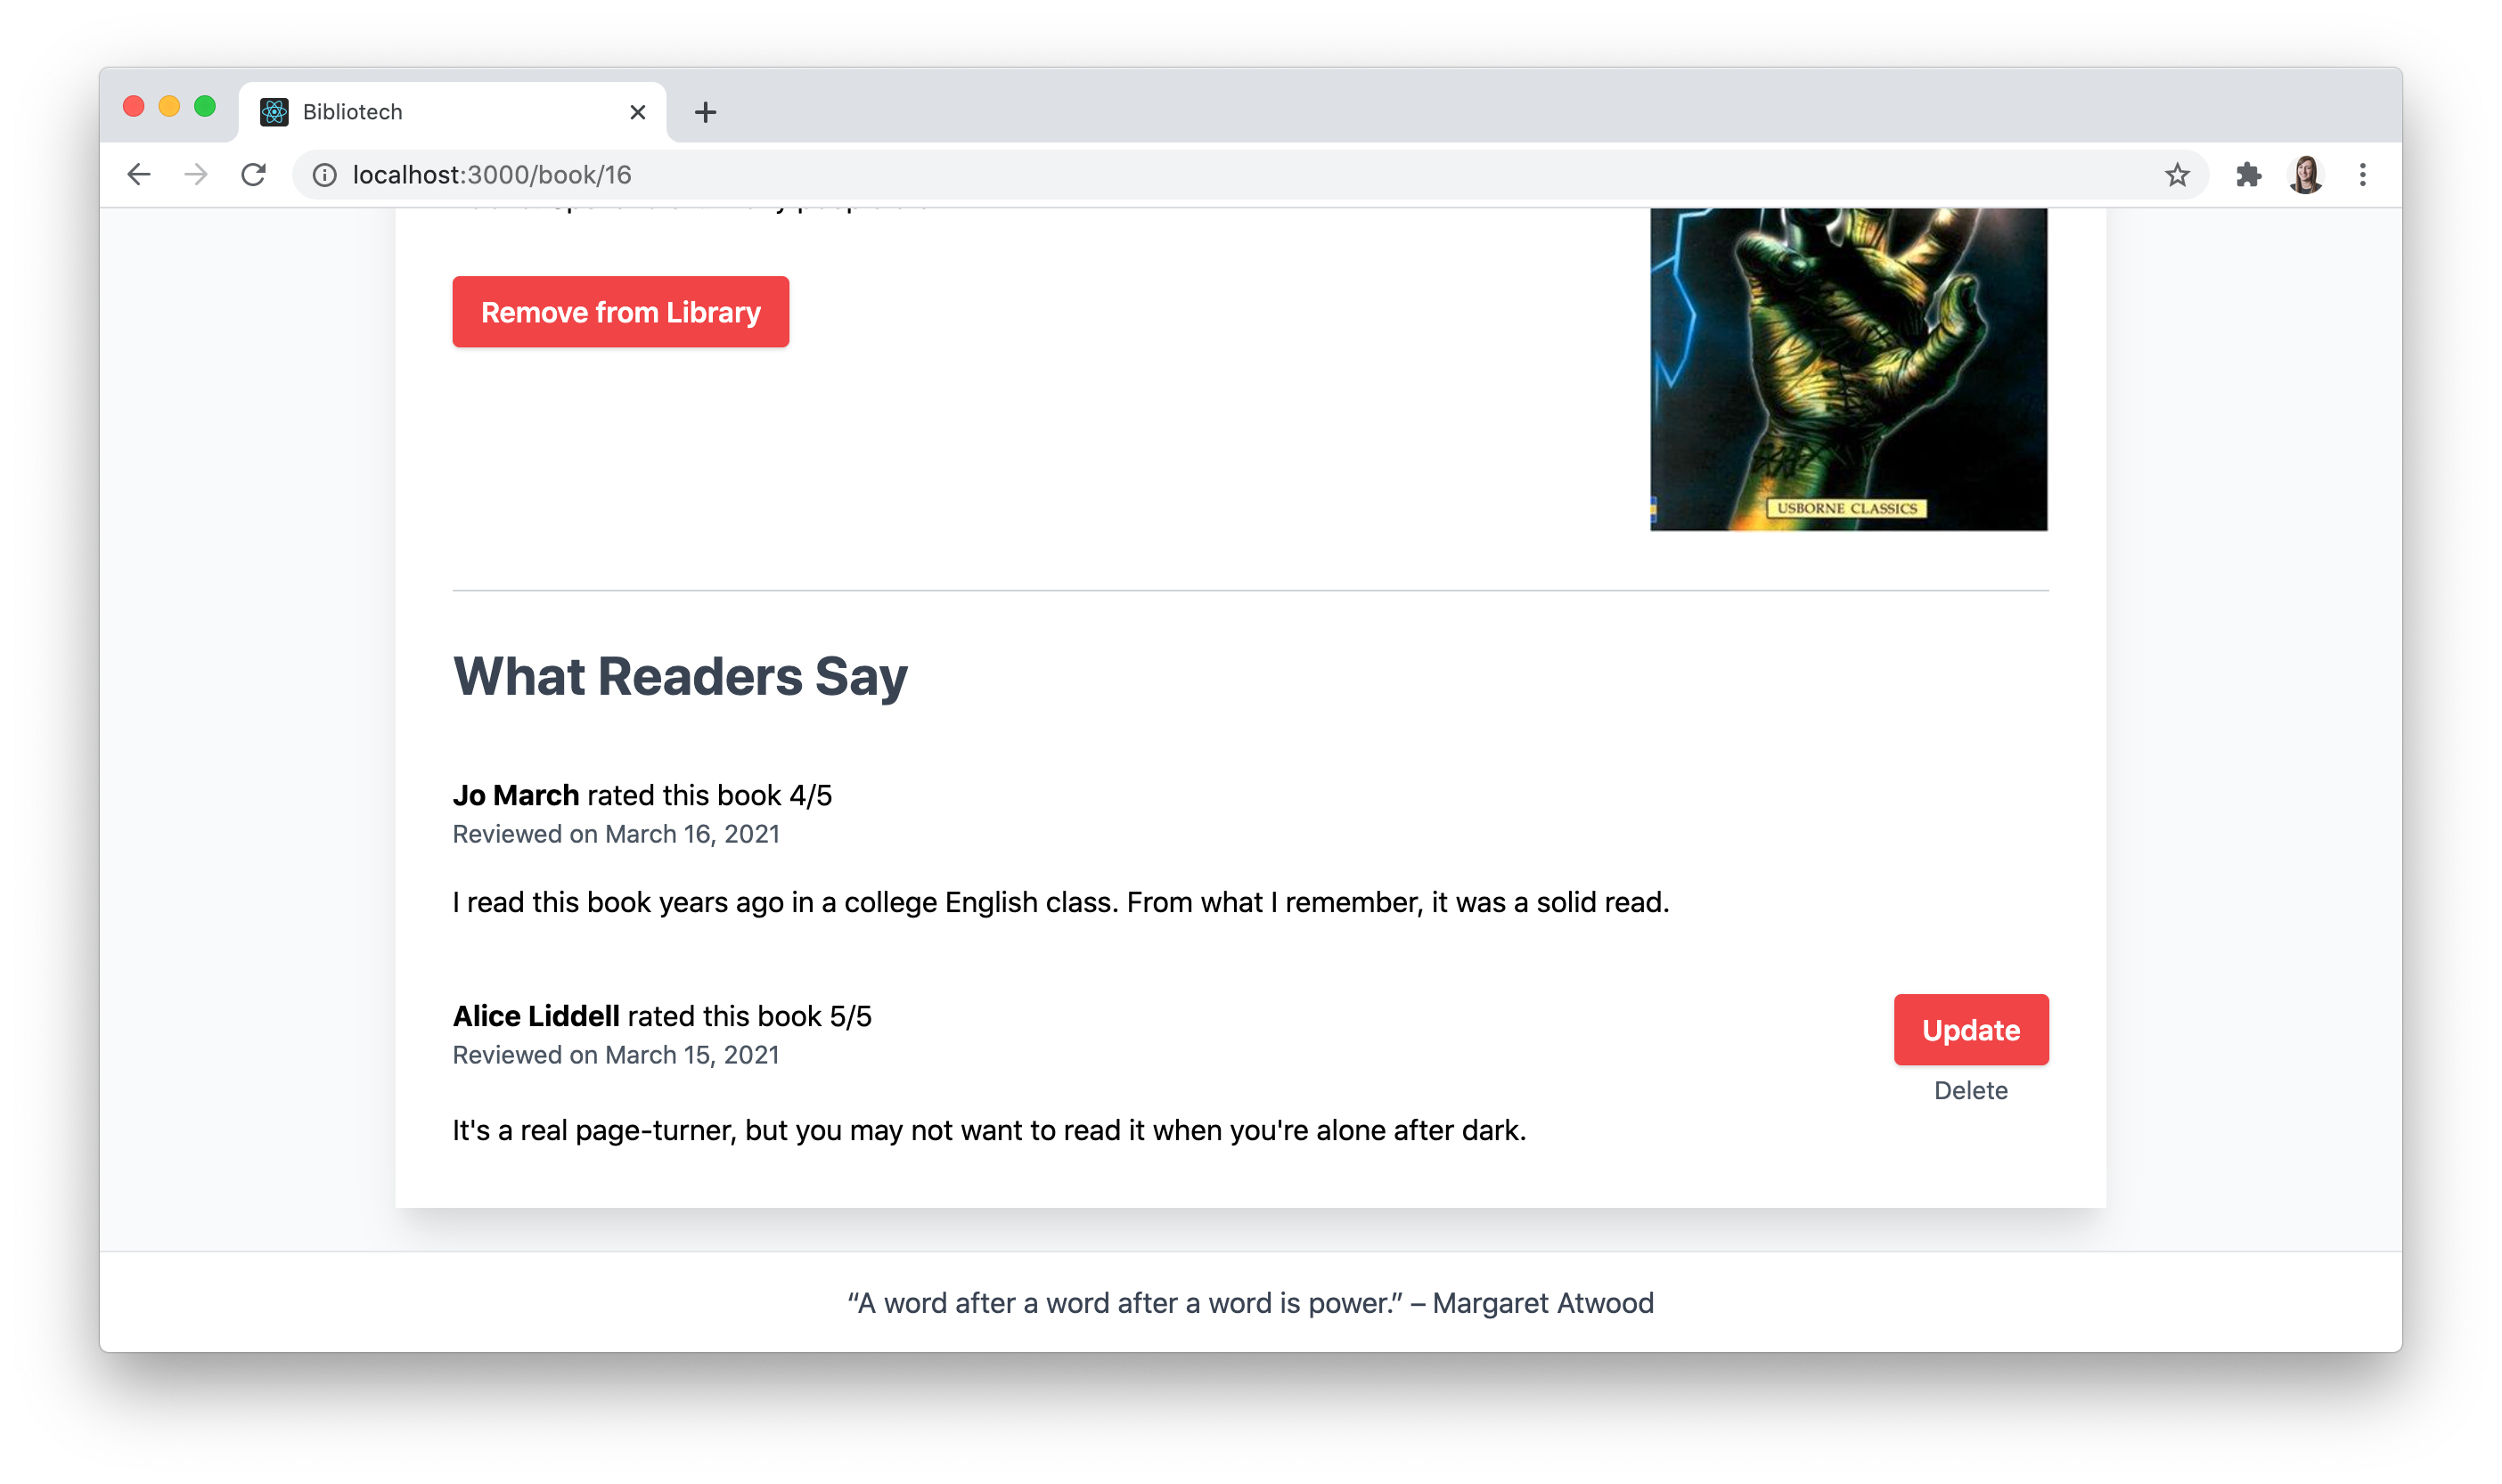 Bibliotech
localhost:3000/book/16
Remove from Library
USBORNE CLASSICS
What Readers Say
Jo March rated this book 4/5
Reviewed on March 16, 2021
I read this book years ago in a college English class. From what I remember, it was a solid read.
Alice Liddell rated this book 5/5
Reviewed on March 15, 2021
Update
Delete
It's a real page-turner, but you may not want to read it when you're alone after dark.
“A word after a word after a word is power.” – Margaret Atwood